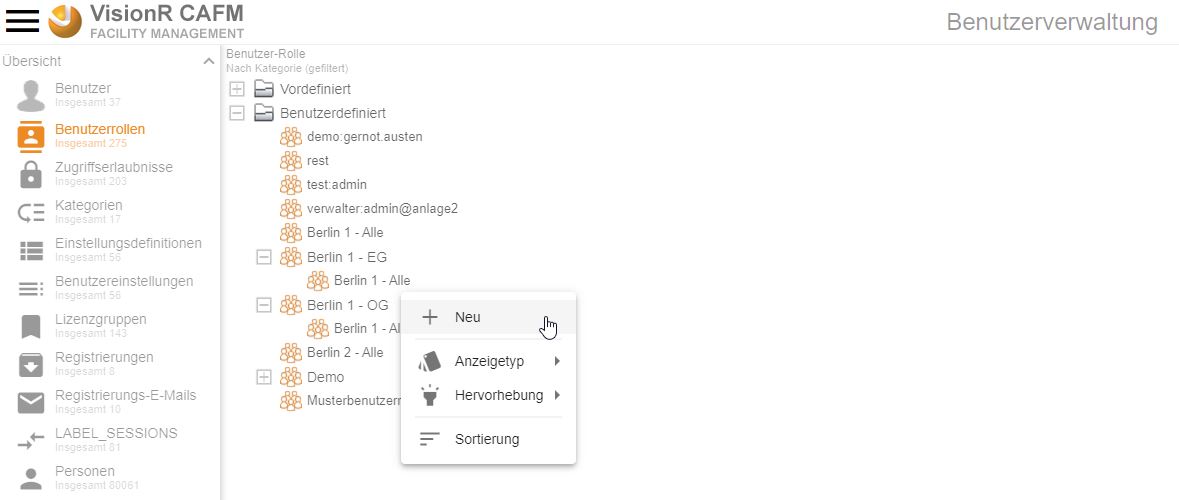 VisionR CAFM
FACILITY MANAGEMENT
Benutzerverwaltung
Übersicht
Benutzer
Insgesamt 37
Benutzerrollen
Insgesamt 275
Zugriffserlaubnisse
Insgesamt 203
Kategorien
Insgesamt 17
Einstellungsdefinitionen
Insgesamt 56
Benutzereinstellungen
Insgesamt 56
Lizenzgruppen
Insgesamt 143
Registrierungen
Insgesamt 8
Registrierungs-E-Mails
Insgesamt 10
LABEL_SESSIONS
Insgesamt 81
Personen
Insgesamt 80061
Benutzer-Rolle
Nach Kategorie (gefiltert)
Vordefiniert
Benutzerdefiniert
demo:gernot.austen
rest
test:admin
verwalter:admin@anlage2
Berlin 1 - Alle
Berlin 1 - EG
Berlin 1 - Alle
Berlin 1 - OG
Berlin 1 - Al
Berlin 2 - Alle
Demo
Musterbenutzerr
Neu
Anzeigetyp
Hervorhebung
Sortierung